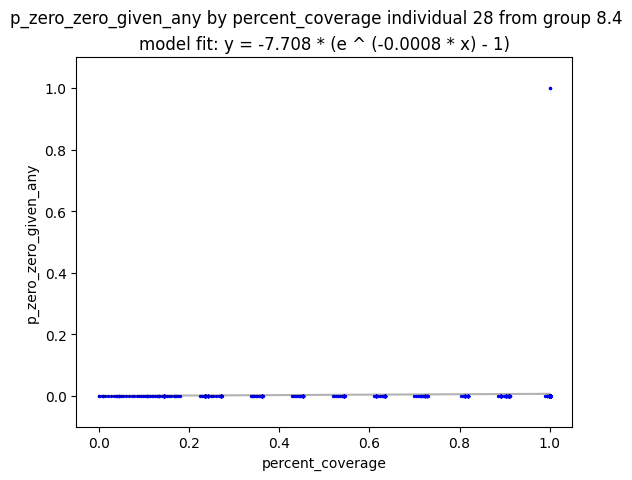 p_zero_zero_given_any by percent_coverage individual 28 from group 8.4
model fit: y = -7.708 * (e ^ (-0.0008 * x) - 1)
p_zero_zero_given_any
1.0
0.8
0.6
0.4
0.2
0.0
0.0 0.2 0.4 0.6 0.8 1.0
percent_coverage